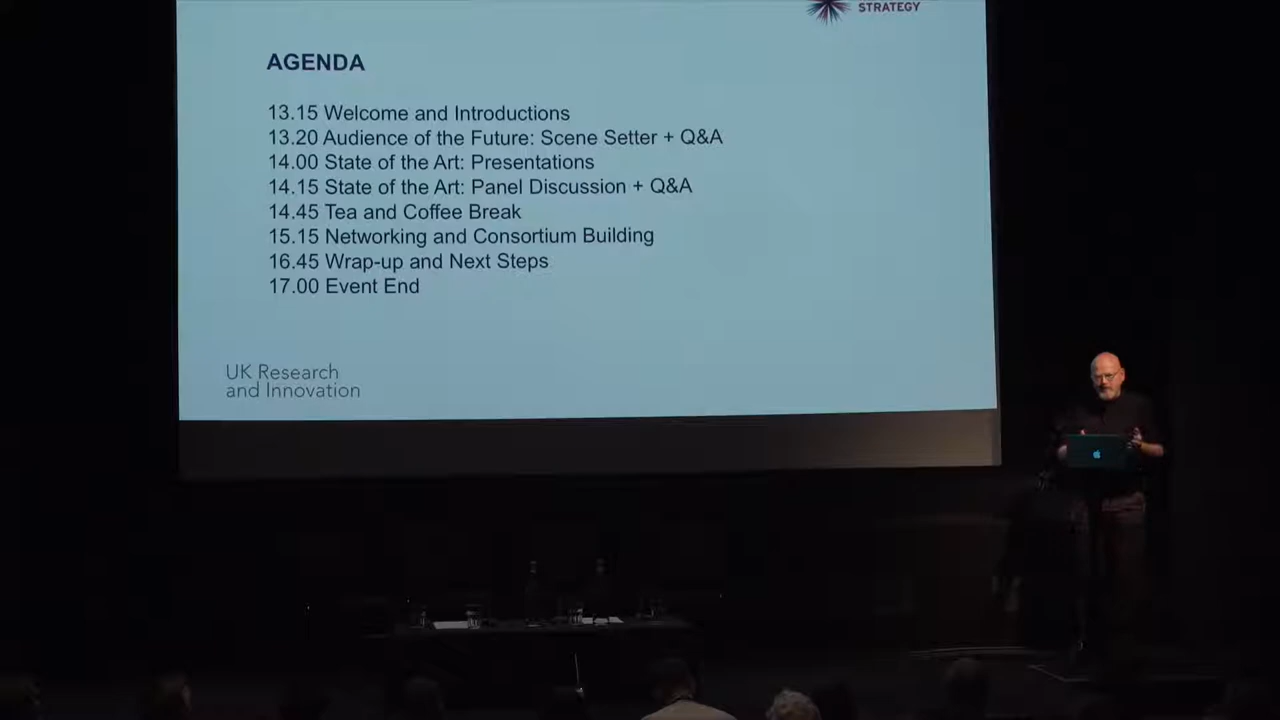 STRATEGY
AGENDA
13.15 Welcome and Introductions
13.20 Audience of the Future: Scene Setter + Q&A
14.00 State of the Art: Presentations
14.15 State of the Art: Panel Discussion + Q&A
14.45 Tea and Coffee Break
15.15 Networking and Consortium Building
16.45 Wrap-up and Next Steps
17.00 Event End
UK Research
and Innovation